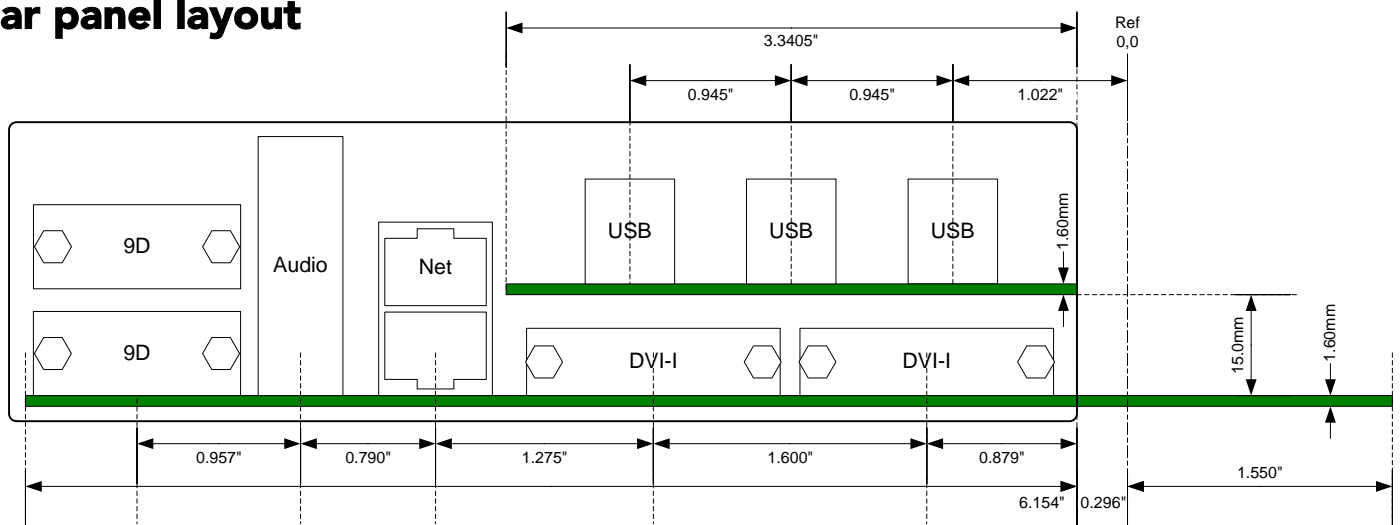 ar panel layout
Ref
0,0
3.3405"
0.945"
0.945"
1.022"
USB
USB
USB
1.60mm
9D
Audio
Net
9D
DVI-I
DVI-I
15.0mm
1.60mm
0.957"
0.790"
1.275"
1.600"
0.879"
1.550"
6.154"
0.296"